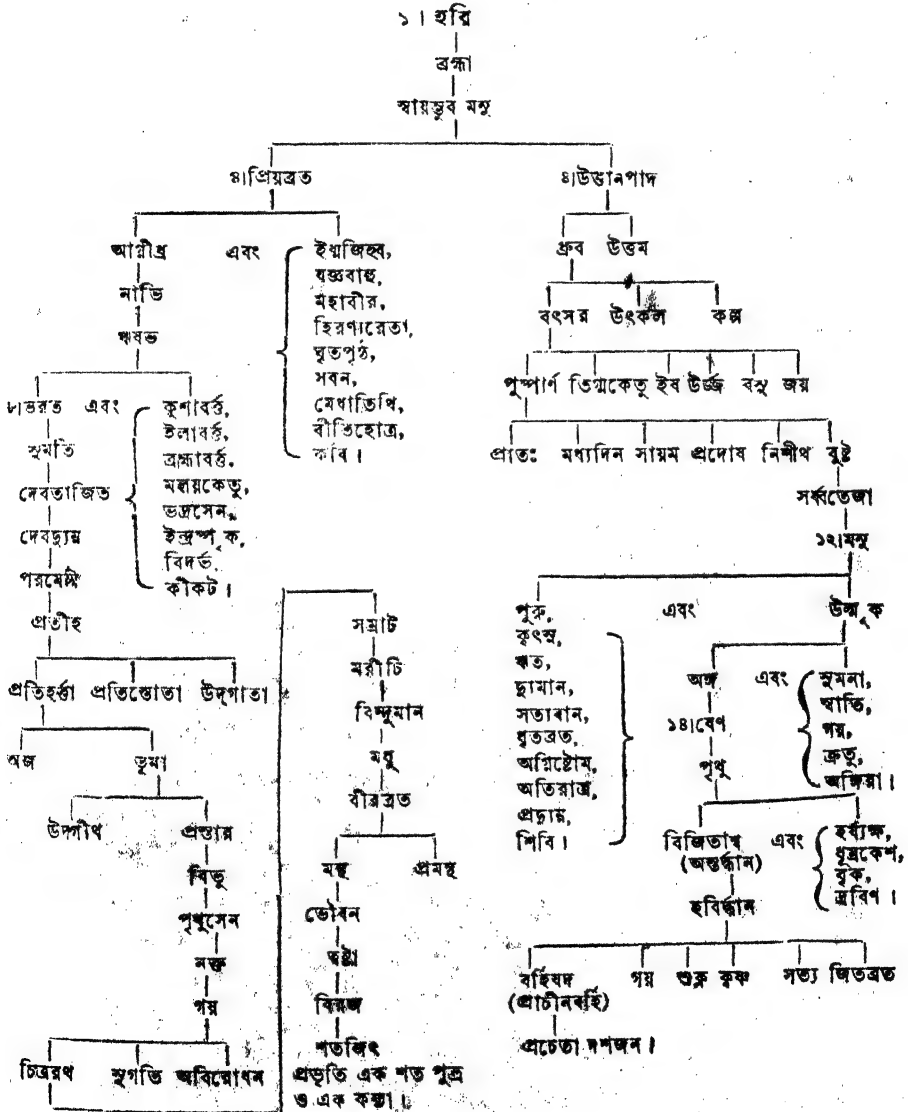 ১। হরি
ব্রহ্মা
স্বায়ম্ভুব মনু
৪।প্রিয়ব্রত
৪।উত্তানপাদ
আগ্নীধ্র এবং
ইধ্মজিহ্ব,
যজ্ঞবাহু,
মহাবীর,
হিরণ্যরেতা,
ঘৃতপৃষ্ঠ,
সবন,
মেধাতিথি,
বীতিহোত্র,
কবি।
নাভি
ঋষভ
৮।ভরত এবং
কুশাবর্ত্ত,
ইলাবর্ত্ত,
ব্রহ্মাবর্ত্ত,
মলয়কেতু,
ভদ্রসেন,
ইন্দ্রস্পৃক,
বিদর্ভ,
কীকট।
সুমতি
দেবতাজিত
দেবদ্যুম্ন
পরমেষ্ঠি
প্রতীহ
প্রতিহর্ত্তা প্রতিস্তোতা উদ্গাতা
অজ ভূমা
উদ্গীথ প্রস্তার
বিভু
পৃথুসেন
নক্ত
গয়
চিত্ররথ সুগতি অবিরোধন
সম্রাট
মরীচি
বিন্দুমান
মধু
বীরব্রত
মন্থু প্রমন্থু
ভৌবন
ত্বষ্টা
বিরজ
শতজিৎ
প্রভৃতি এক শত পুত্র
ও এক কন্যা।
ধ্রুব উত্তম
বৎসর উৎকল কল্প
পুষ্পার্ণ তিগ্মকেতু ইষ উর্জ্জ বসু জয়
প্রাতঃ মধ্যদিন সায়ম প্রদোষ নিশীথ বুষ্ট
সর্ব্বতেজা
১২।মনু
পুরু,
কৃৎস্ন,
ঋত,
দ্যুমান,
সত্যবান,
ধৃতব্রত,
অগ্নিষ্টোম,
অতিরাত্র,
প্রদ্যুম্ন,
শিবি।
এবং উল্মূক
অঙ্গ এবং
সুমনা,
খ্যাতি,
গয়,
ক্রতু,
অঙ্গিরা।
১৪।বেণ
পৃথু
বিজিতাশ্ব এবং
(অন্তর্দ্ধান)
হর্য্যক্ষ,
ধূম্রকেশ,
বৃক,
দ্রবিণ।
হবির্দ্ধান
বর্হিষদ গয় শুক্ল কৃষ্ণ সত্য জিতব্রত
(প্রাচীনবর্হি)
প্রচেতা দশজন।